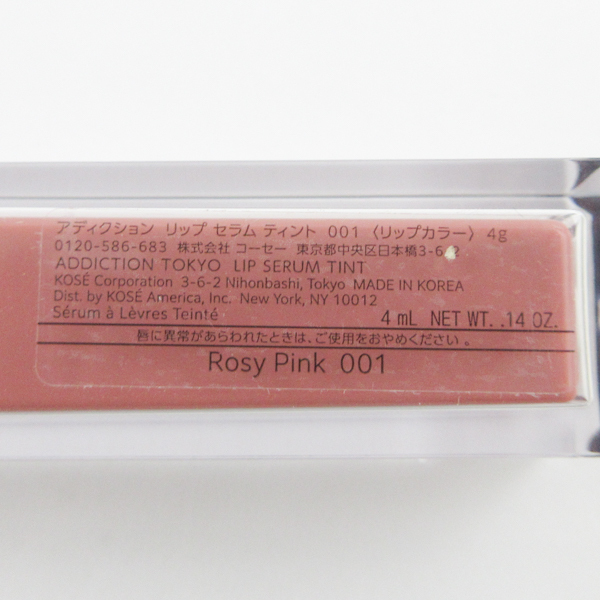 アディクション リップ セラム ティント 001 〈リップカラー〉 4g
0120-586-683 株式会社 コーセー 東京都中央区日本橋3-6-
ADDICTION TOKYO LIP SERUM TINT
KOSÉ Corporation 3-6-2 Nihonbashi, Tokyo MADE IN KOREA
Dist. by KOSÉ America, Inc. New York, NY 10012
Sérum à Lèvres Teinté 4 mL NET WT. .14 OZ.
唇に異常があらわれたときは、ご使用をおやめください。
Rosy Pink 001